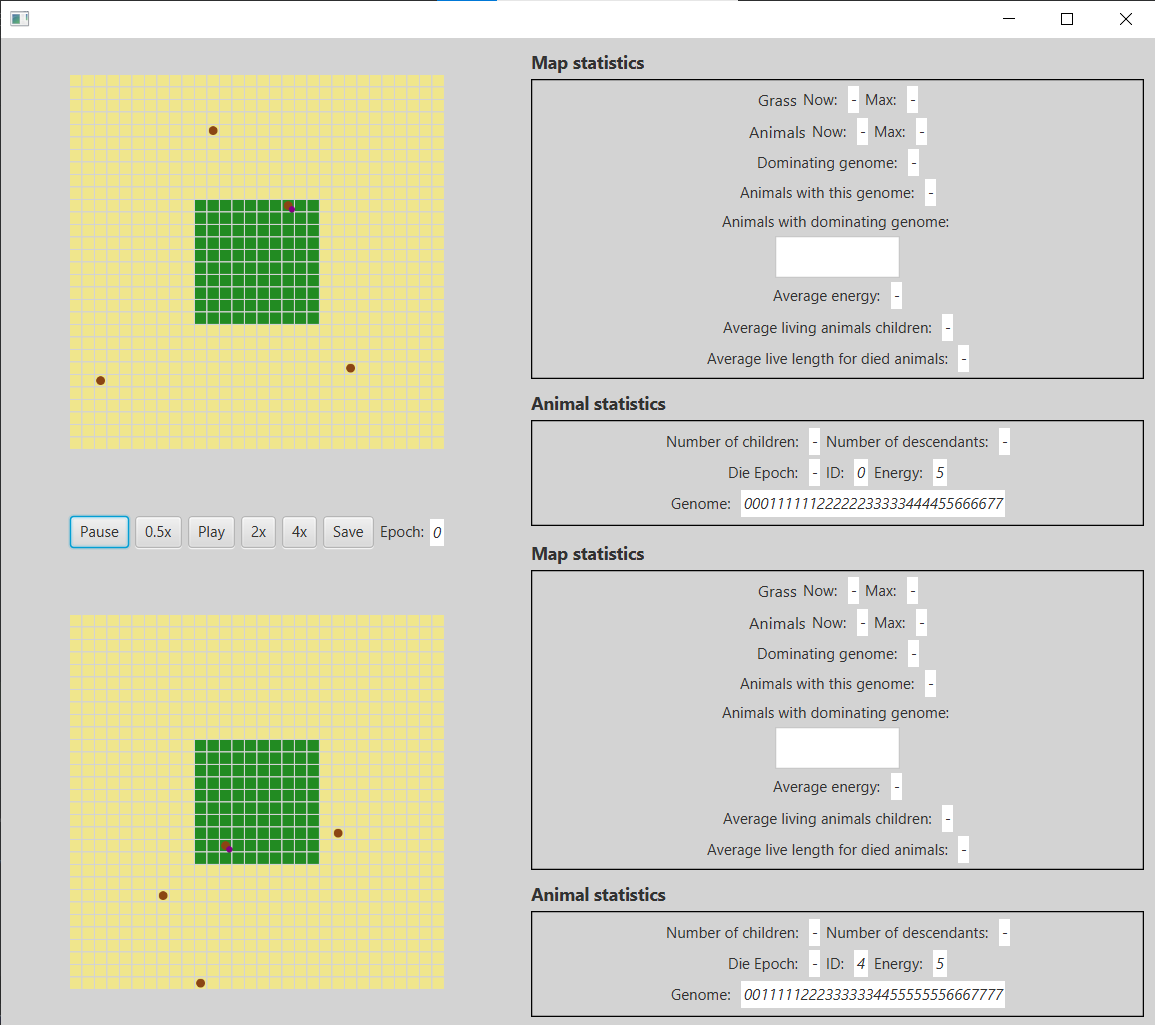 Map statistics
Grass Now: - Max: -
Animals Now: - Max: -
Dominating genome: -
Animals with this genome: -
Animals with dominating genome:
Average energy: -
Average living animals children: -
Average live length for died animals: -
Animal statistics
Number of children: - Number of descendants: -
Die Epoch: - ID: 0 Energy: 5
Genome: 00011111112222223333344445566677
Pause 0.5x Play 2x 4x Save Epoch: 0
Map statistics
Grass Now: - Max: -
Animals Now: - Max: -
Dominating genome: -
Animals with this genome: -
Animals with dominating genome:
Average energy: -
Average living animals children: -
Average live length for died animals: -
Animal statistics
Number of children: - Number of descendants: -
Die Epoch: - ID: 4 Energy: 5
Genome: 00111112223333334455555556667777